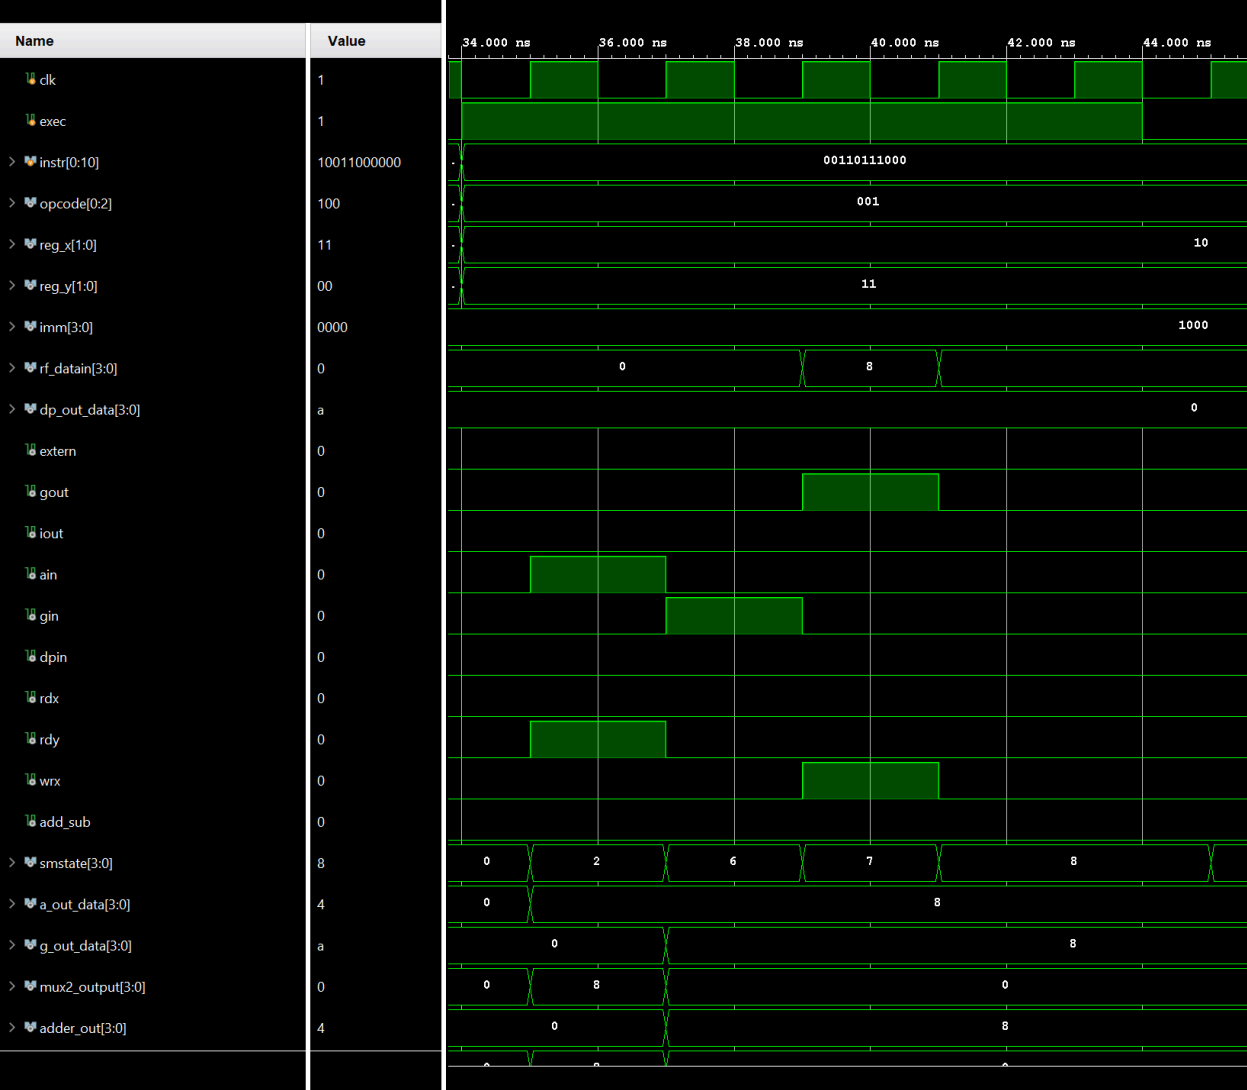 34.000 ns 36.000 ns 38.000 ns 40.000 ns 42.000 ns 44.000 ns
Name Value
clk 1
exec 1
instr[0:10] 10011000000 00110111000
opcode[0:2] 100 001
reg_x[1:0] 11 10
reg_y[1:0] 00 11
imm[3:0] 0000 1000
rf_datain[3:0] 0 0 8
dp_out_data[3:0] a 0
extern 0
gout 0
iout 0
ain 0
gin 0
dpin 0
rdx 0
rdy 0
wrx 0
add_sub 0
smstate[3:0] 8 0 2 6 7 8
a_out_data[3:0] 4 0 8
g_out_data[3:0] a 0 8
mux2_output[3:0] 0 0 8 0
adder_out[3:0] 4 0 8